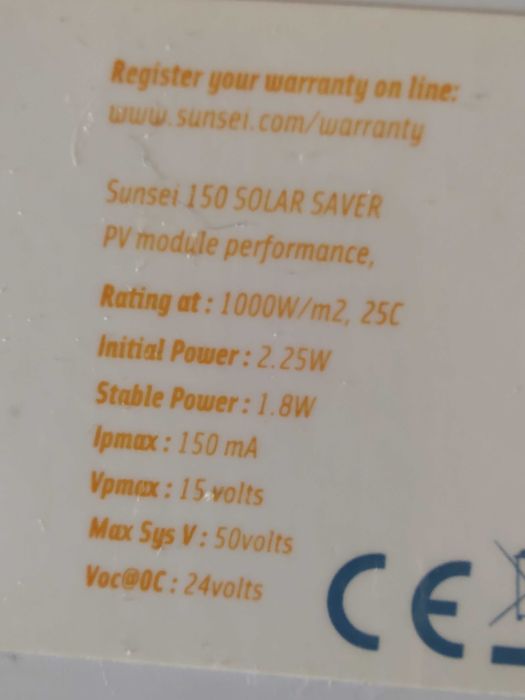 Register your warranty on line:
www.sunsei.com/warranty
Sunsei 150 SOLAR SAVER
PV module performance,
Rating at : 1000W/m2, 25C
Initial Power : 2.25W
Stable Power : 1.8W
Ipmax : 150 mA
Vpmax : 15 volts
Max Sys V : 50volts
Voc@0C : 24volts
CE